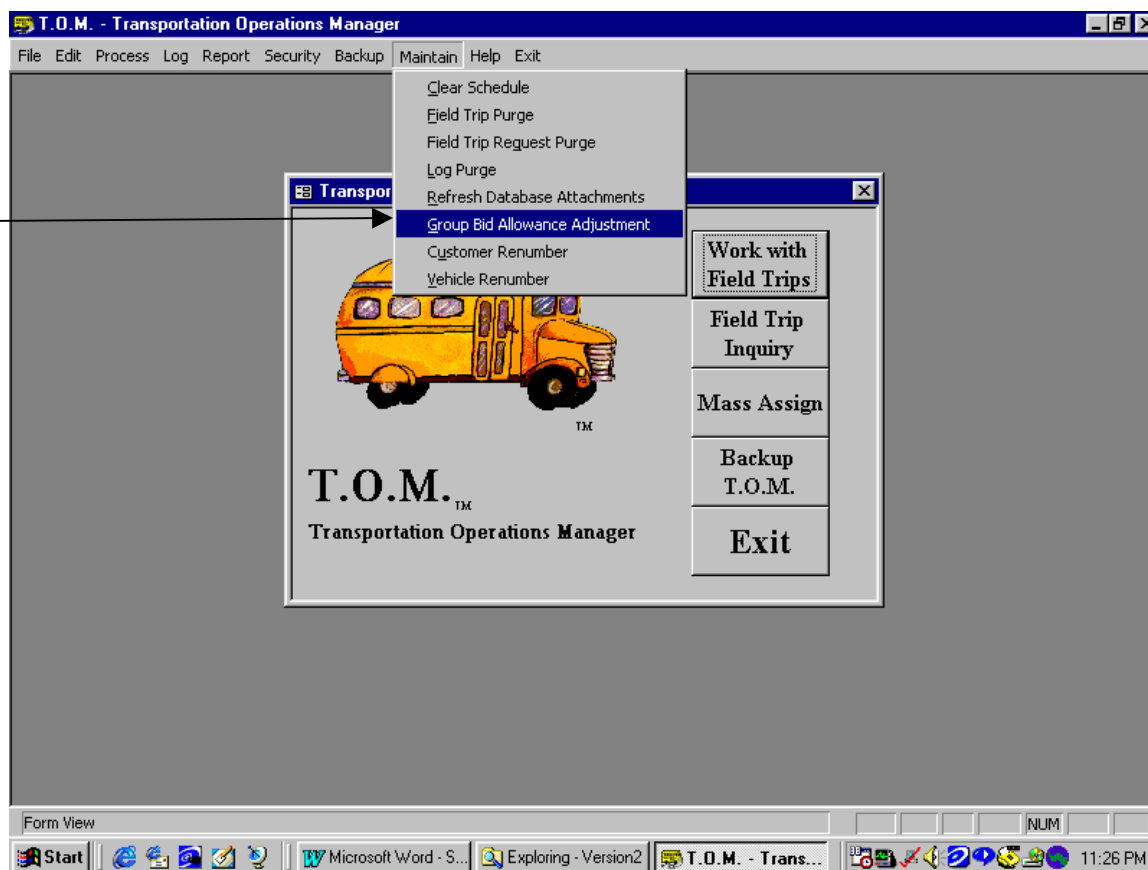 T.O.M. - Transportation Operations Manager
File Edit Process Log Report Security Backup Maintain Help Exit
Clear Schedule
Field Trip Purge
Field Trip Request Purge
Log Purge
Refresh Database Attachments
Group Bid Allowance Adjustment
Customer Renumber
Vehicle Renumber
Transpor
Work with
Field Trips
Field Trip
Inquiry
Mass Assign
Backup
T.O.M.
Exit
TM
T.O.M.TM
Transportation Operations Manager
Form View
NUM
Start Microsoft Word - S... Exploring - Version2 T.O.M. - Trans... 11:26 PM